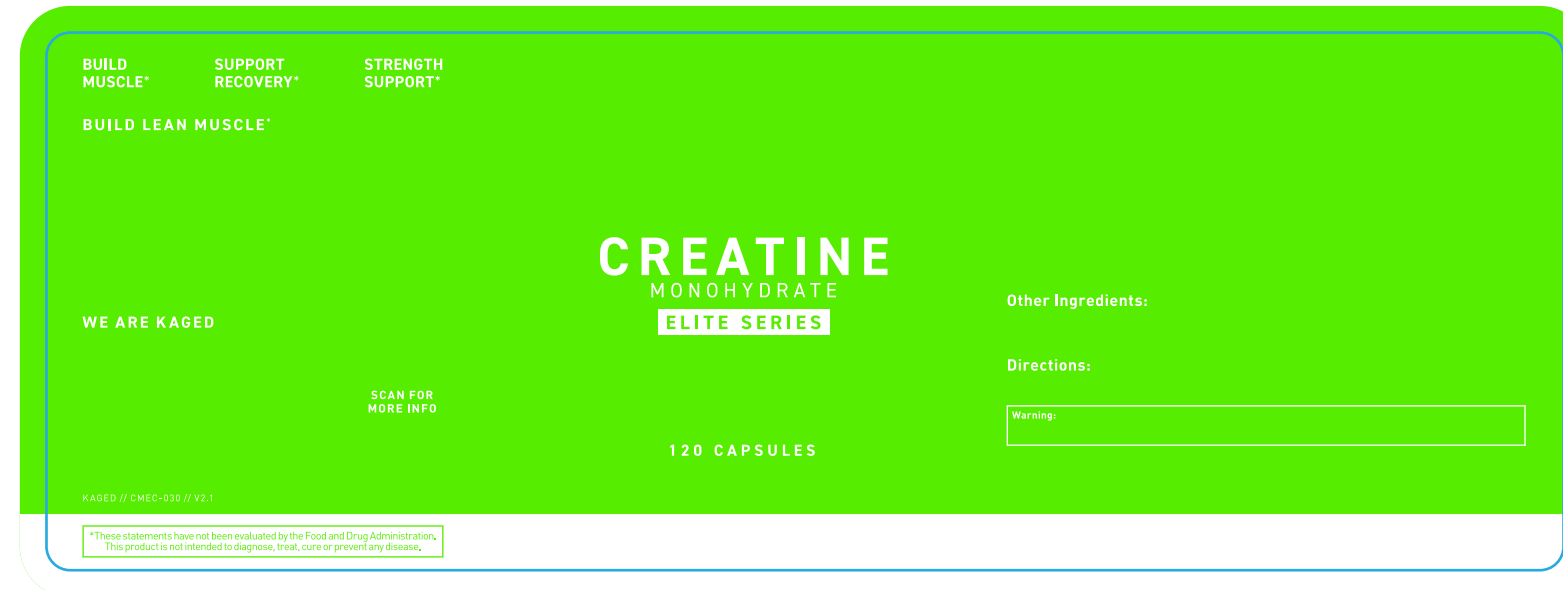 BUILD
MUSCLE*
SUPPORT
RECOVERY*
STRENGTH
SUPPORT*
BUILD LEAN MUSCLE*
WE ARE KAGED
SCAN FOR
MORE INFO
KAGED // CMEC-030 // V2.1
*These statements have not been evaluated by the Food and Drug Administration.
This product is not intended to diagnose, treat, cure or prevent any disease.
CREATINE
MONOHYDRATE
ELITE SERIES
120 CAPSULES
Other Ingredients:
Directions:
Warning: